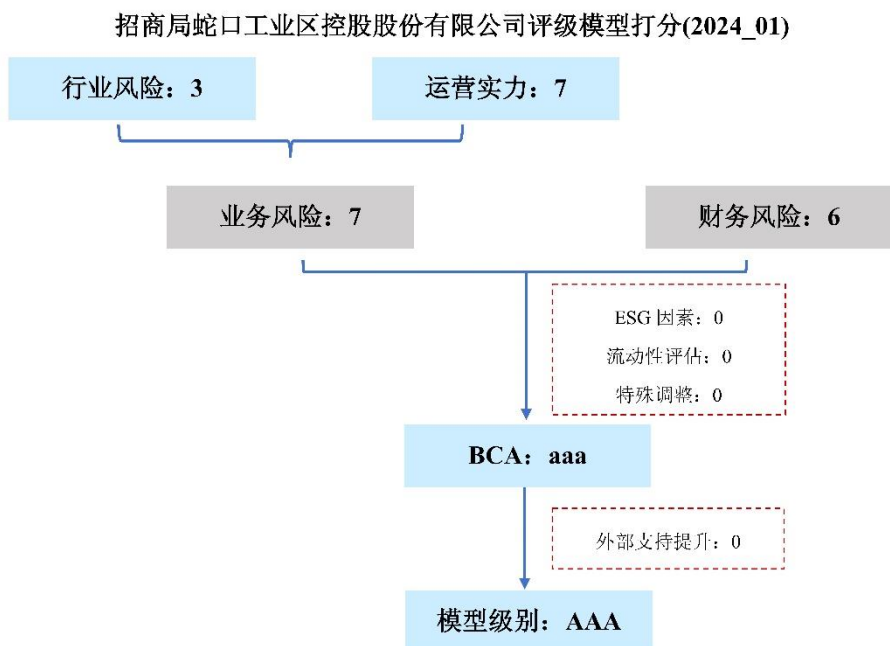 招商局蛇口工业区控股股份有限公司评级模型打分(2024_01)
行业风险：3
运营实力：7
业务风险：7
财务风险：6
ESG 因素：0
流动性评估：0
特殊调整：0
BCA：aaa
外部支持提升：0
模型级别：AAA